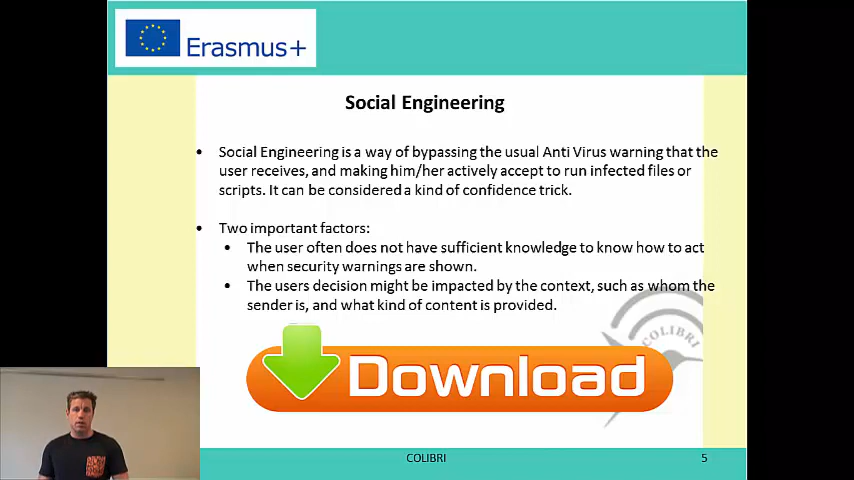 Erasmus+
Social Engineering
• Social Engineering is a way of bypassing the usual Anti Virus warning that the
user receives, and making him/her actively accept to run infected files or
scripts. It can be considered a kind of confidence trick.
• Two important factors:
• The user often does not have sufficient knowledge to know how to act
when security warnings are shown.
• The users decision might be impacted by the context, such as whom the
sender is, and what kind of content is provided.
COLIBRI
Download
COLIBRI
5